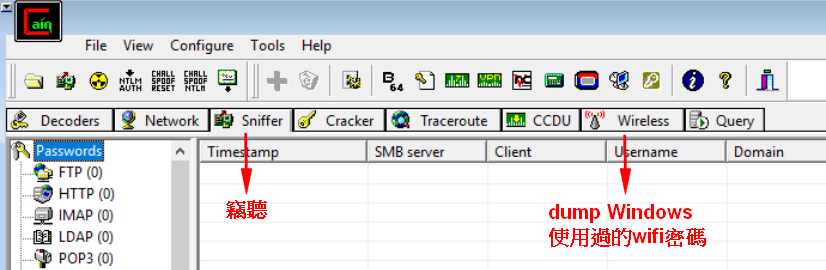 Cain
File View Configure Tools Help
NTLM AUTH CHALL SPOOF RESET CHALL SPOOF NTLM B 64
Decoders Network Sniffer Cracker Traceroute CCDU Wireless Query
Passwords Timestamp SMB server Client Username Domain
FTP (0)
HTTP (0)
IMAP (0)
LDAP (0)
POP3 (0)
竊聽
dump Windows
使用過的wifi密碼